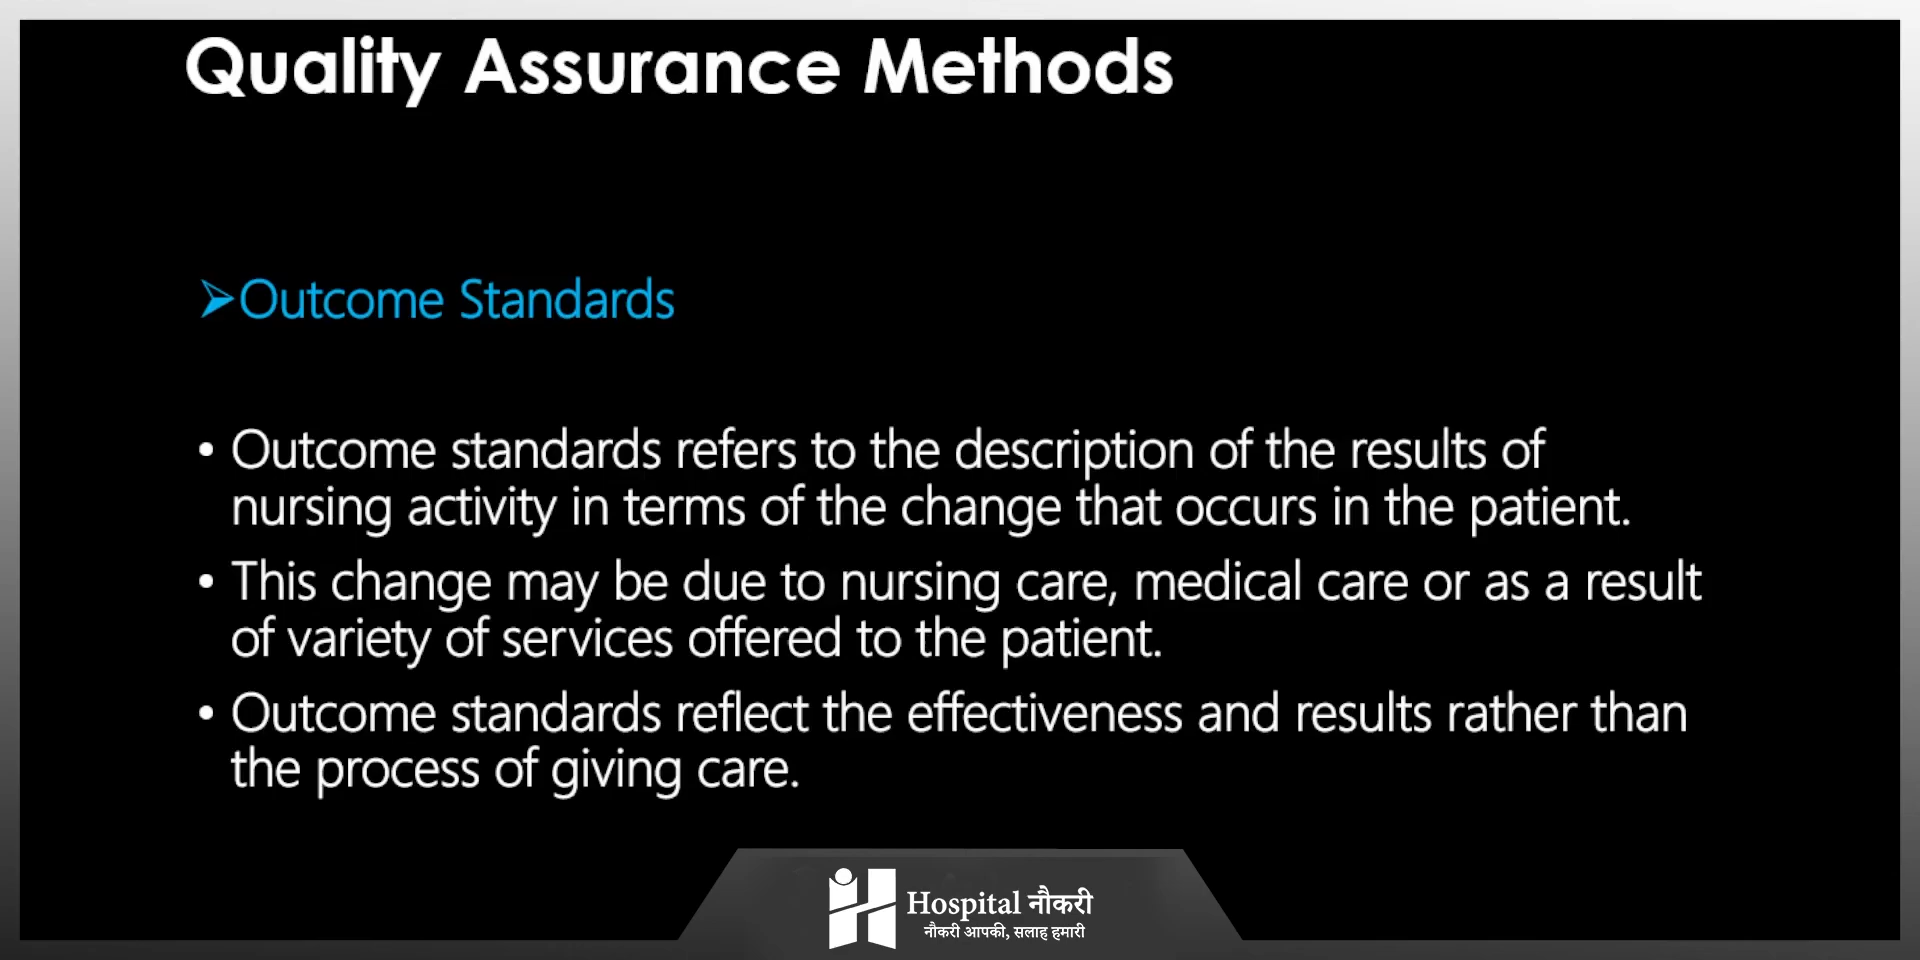 Quality Assurance Methods
➢Outcome Standards
• Outcome standards refers to the description of the results of
nursing activity in terms of the change that occurs in the patient.
• This change may be due to nursing care, medical care or as a result
of variety of services offered to the patient.
• Outcome standards reflect the effectiveness and results rather than
the process of giving care.
Hospital नौकरी
नौकरी आपकी, सलाह हमारी